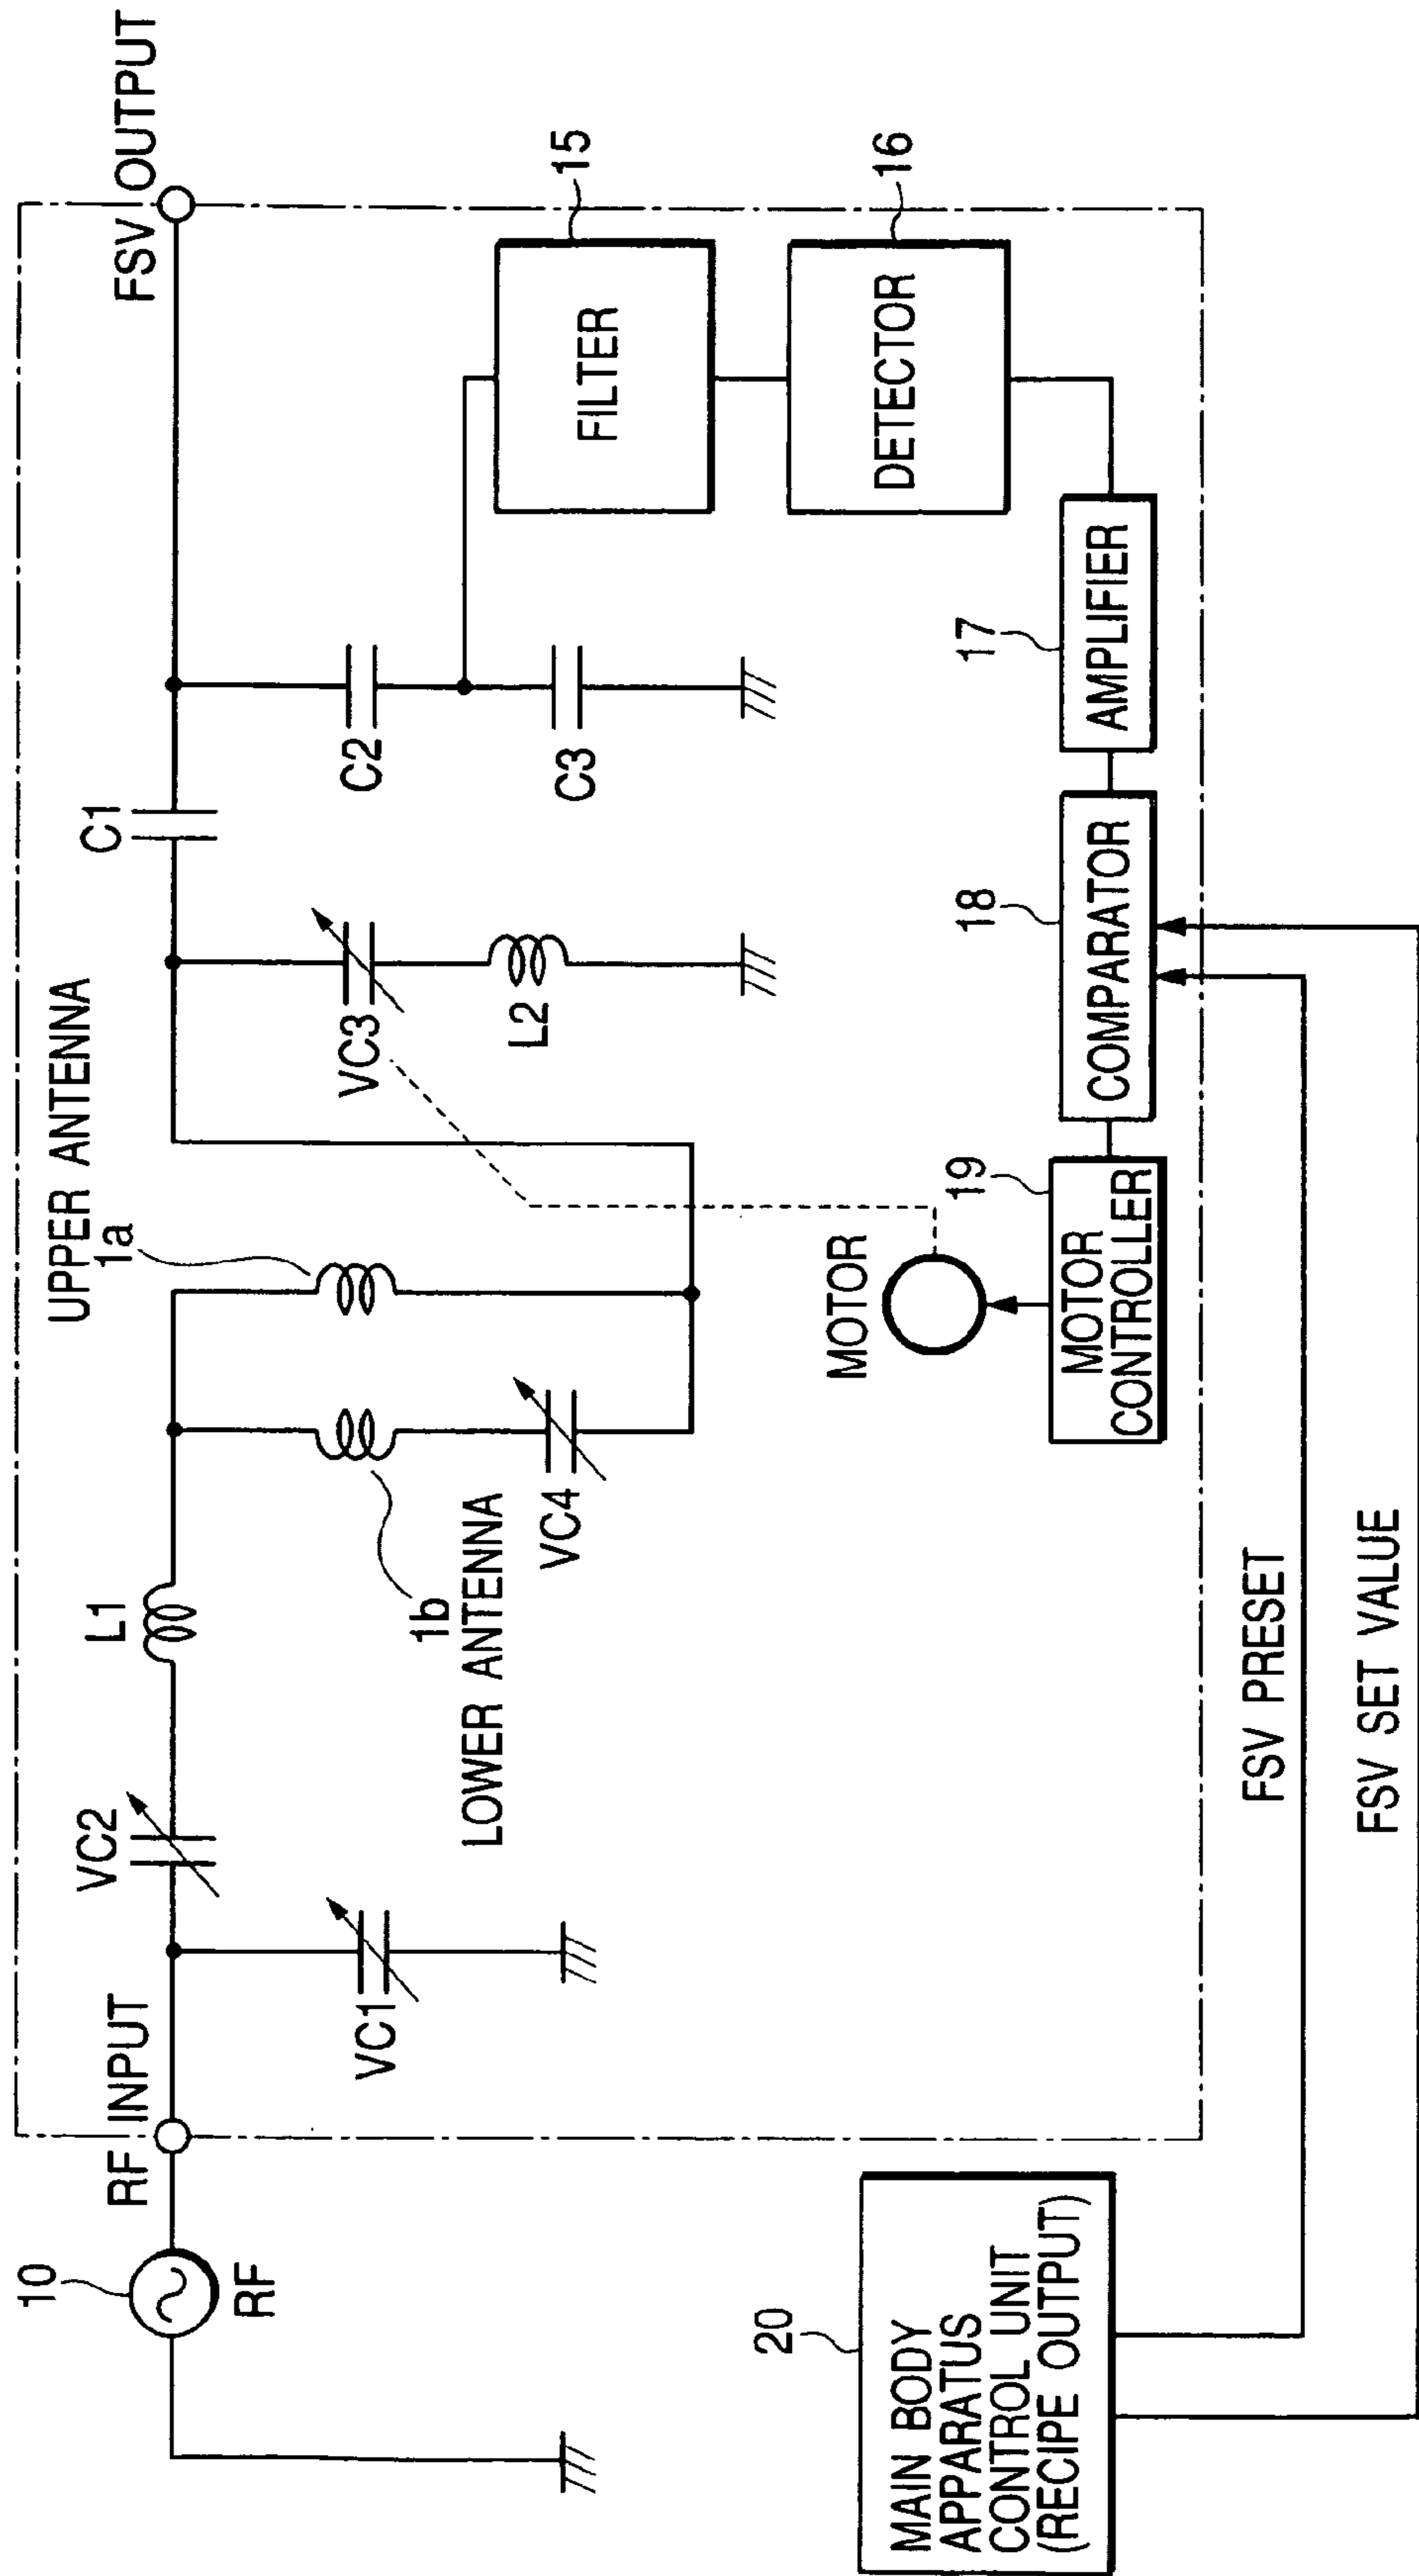 10
RF
RF INPUT
VC1
VC2
L1
1b
LOWER ANTENNA
VC4
UPPER ANTENNA
1a
VC3
L2
C1
C2
C3
FSV OUTPUT
FILTER
15
DETECTOR
16
17
AMPLIFIER
18
COMPARATOR
19
MOTOR
CONTROLLER
MOTOR
20
MAIN BODY
APPARATUS
CONTROL UNIT
(RECIPE OUTPUT)
FSV PRESET
FSV SET VALUE